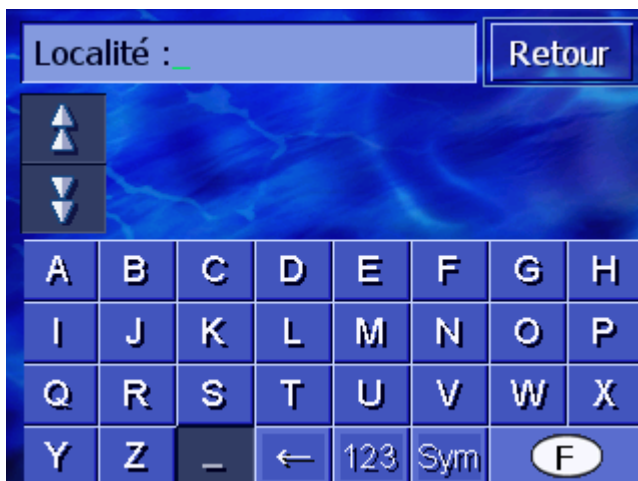 Localité :_
Retour
A B C D E F G H
I J K L M N O P
Q R S T U V W X
Y Z _ ← 123 Sym F